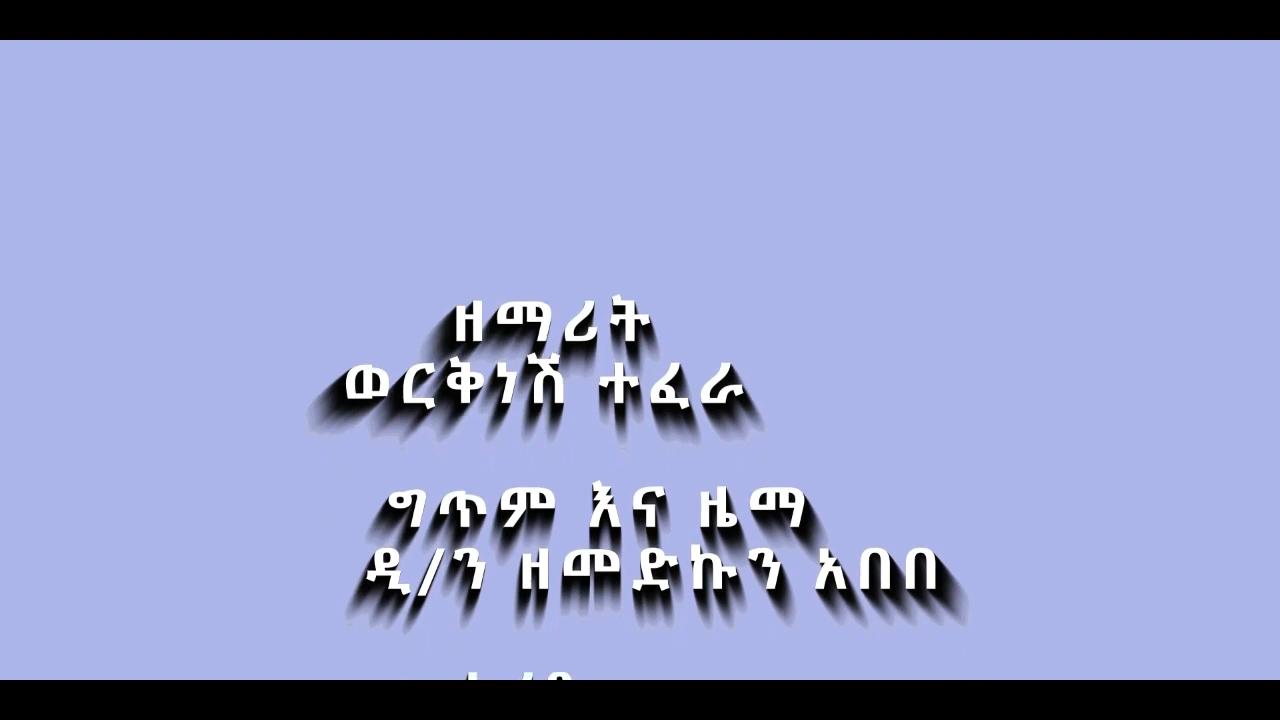 ዘማሪት
ወርቅነሽ ተፈራ
ግጥም እና ዜማ
ዲ/ን ዘመድኩን አበበ